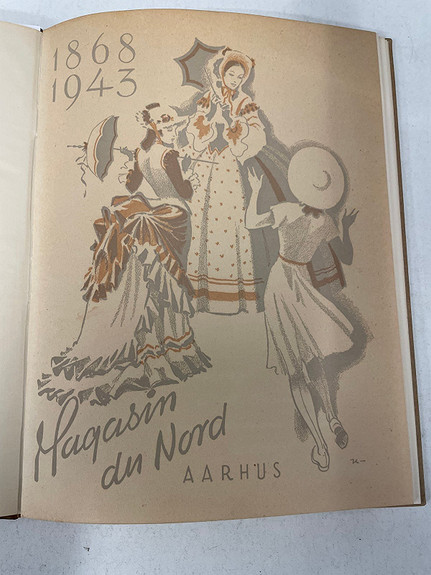 1868
1943
Magasin
du Nord
AARHUS